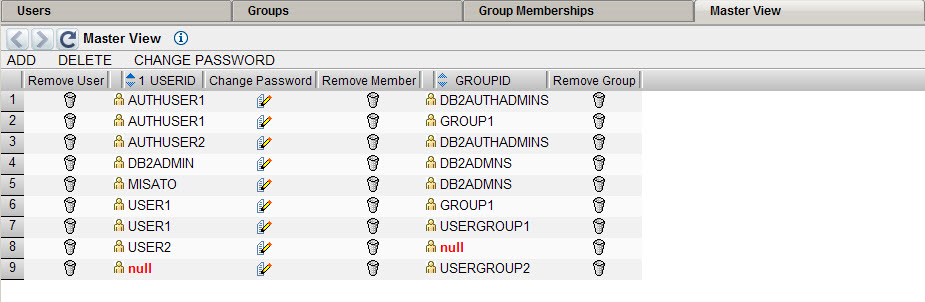 Users Groups Group Memberships Master View
Master View
ADD DELETE CHANGE PASSWORD
Remove User 1 USERID Change Password Remove Member GROUPID Remove Group
1 AUTHUSER1 DB2AUTHADMINS
2 AUTHUSER1 GROUP1
3 AUTHUSER2 DB2AUTHADMINS
4 DB2ADMIN DB2ADMNS
5 MISATO DB2ADMNS
6 USER1 GROUP1
7 USER1 USERGROUP1
8 USER2 null
9 null USERGROUP2